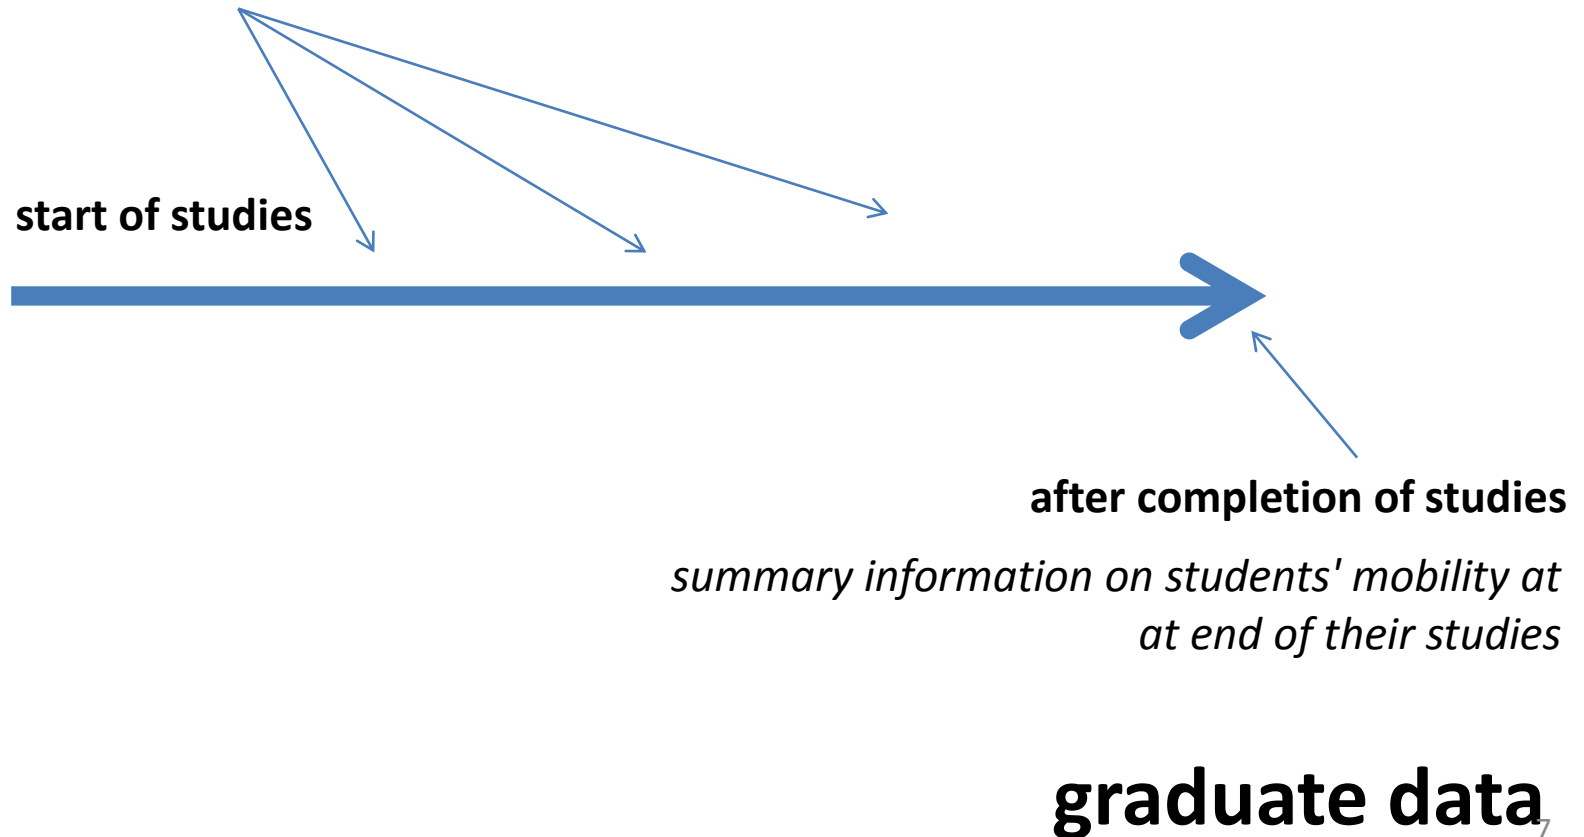 start of studies
after completion of studies
summary information on students' mobility at
at end of their studies
graduate data
7